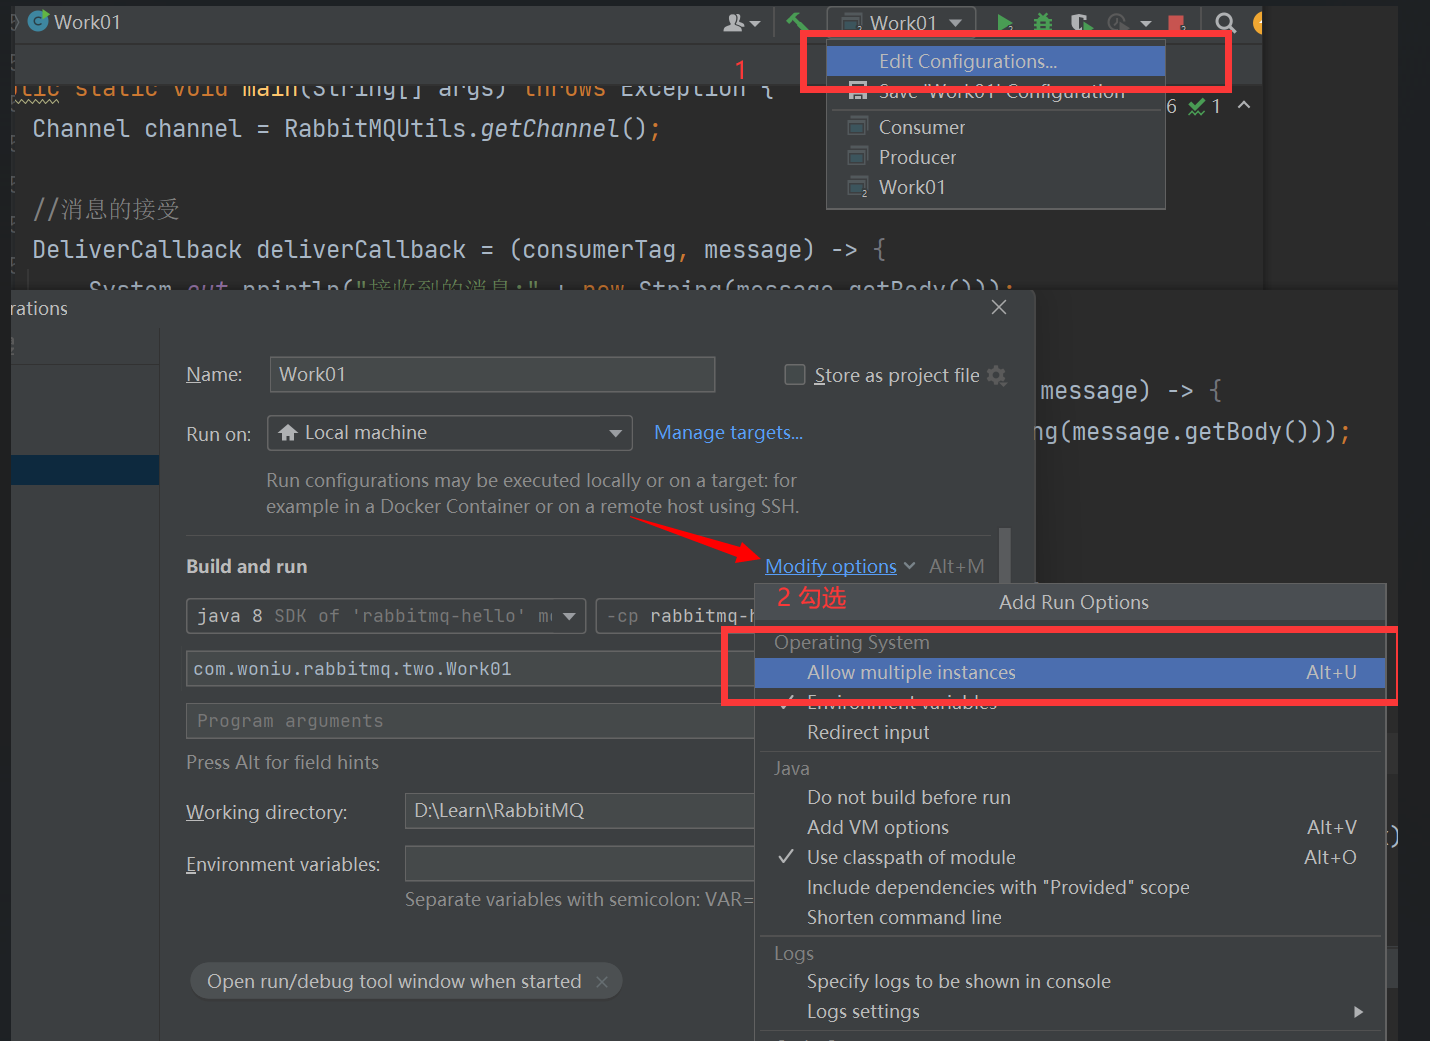 Work01
Work01
Edit Configurations...
1
Save 'Work01' Configuration
static void main(String[] args) throws Exception {
6 1
Channel channel = RabbitMQUtils.getChannel();
Consumer
Producer
Work01
//消息的接受
DeliverCallback deliverCallback = (consumerTag, message) -> {
System.out.println("接收到的消息:" + new String(message.getBody()));
rations
Name: Work01
Store as project file
message) -> {
Run on: Local machine
Manage targets...
ng(message.getBody()));
Run configurations may be executed locally or on a target: for
example in a Docker Container or on a remote host using SSH.
Build and run
Modify options Alt+M
2 勾选
Add Run Options
java 8 SDK of 'rabbitmq-hello' m
-cp rabbitmq-h
Operating System
com.woniu.rabbitmq.two.Work01
Allow multiple instances Alt+U
Environment variables
Program arguments
Redirect input
Press Alt for field hints
Java
Do not build before run
Working directory: D:\Learn\RabbitMQ
Add VM options Alt+V
Use classpath of module Alt+O
Environment variables:
Include dependencies with "Provided" scope
Separate variables with semicolon: VAR=
Shorten command line
Logs
Open run/debug tool window when started
Specify logs to be shown in console
Logs settings